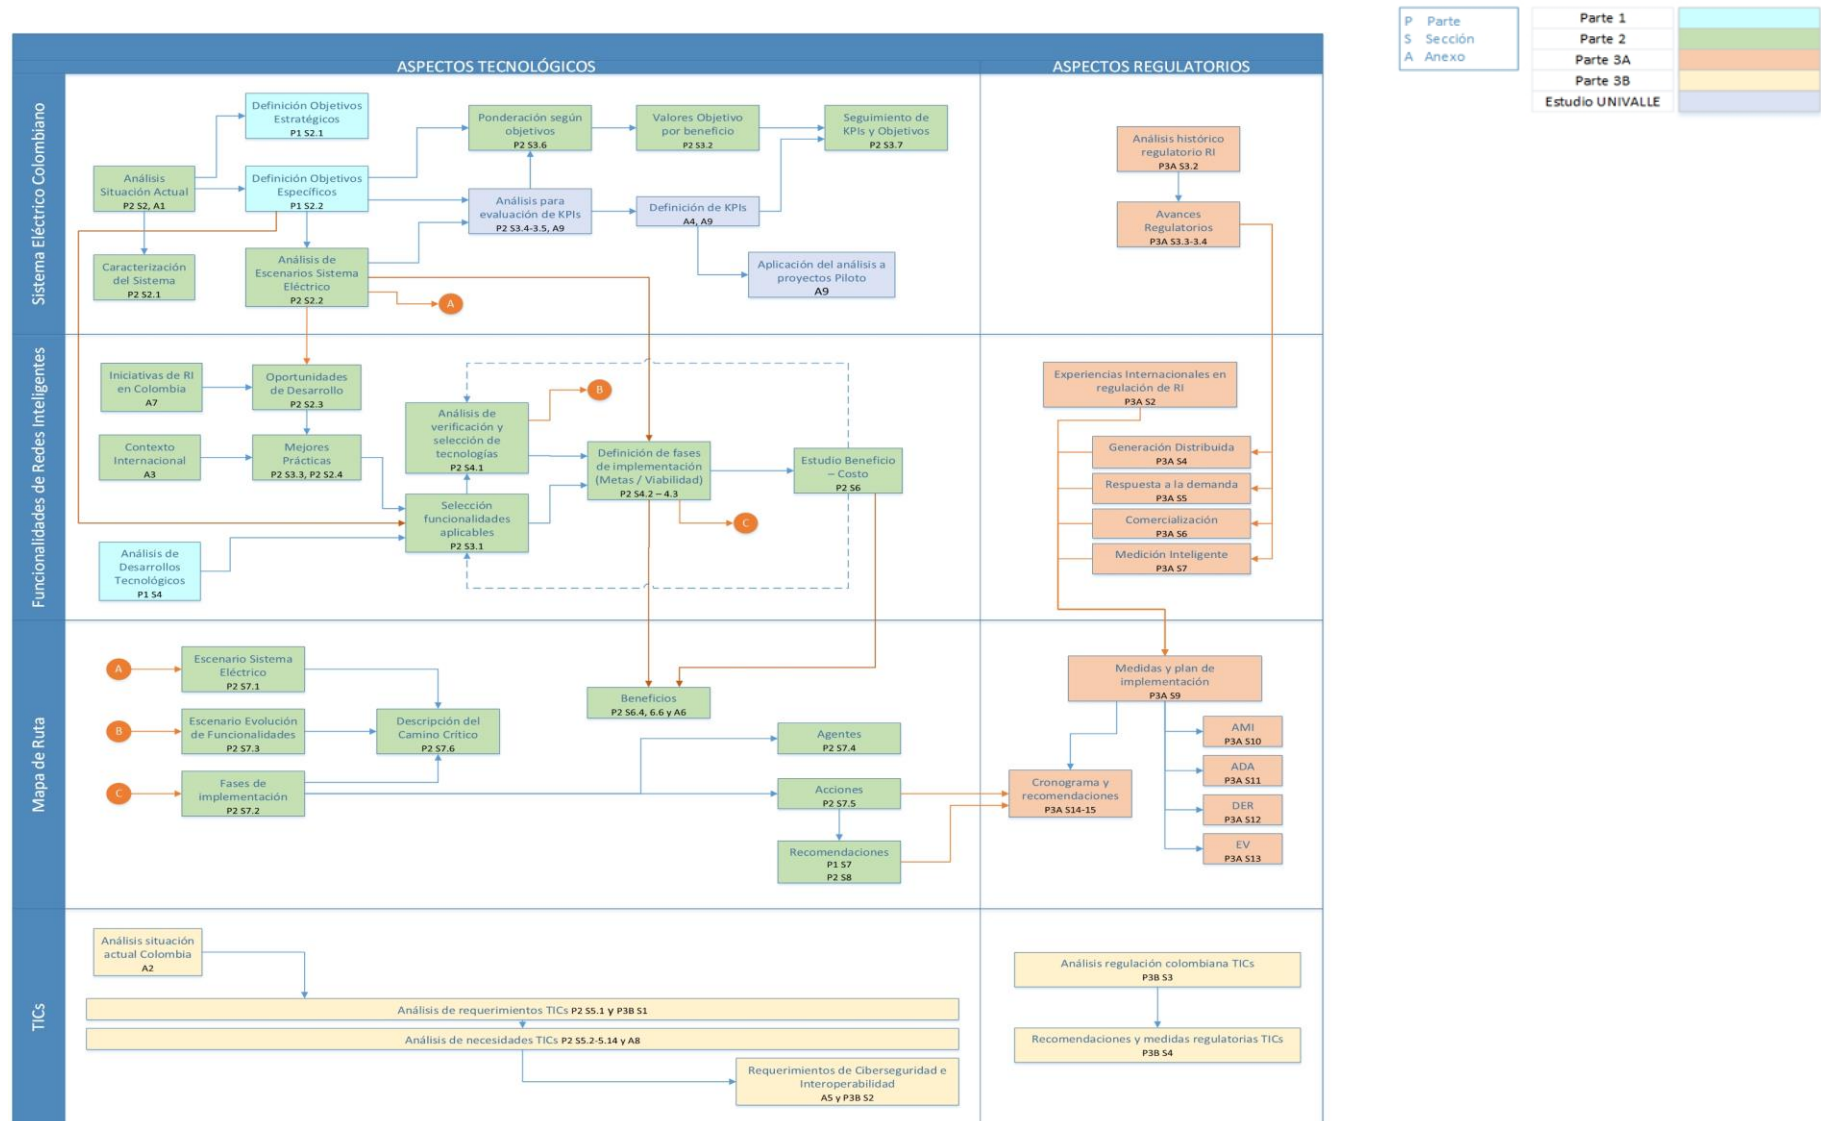 P Parte
S Sección
A Anexo
Parte 1
Parte 2
Parte 3A
Parte 3B
Estudio UNIVALLE
ASPECTOS TECNOLÓGICOS
ASPECTOS REGULATORIOS
Sistema Eléctrico Colombiano
Definición Objetivos
Estratégicos
P1 S2.1
Ponderación según
objetivos
P2 S3.6
Valores Objetivo
por beneficio
P2 S3.2
Seguimiento de
KPIs y Objetivos
P2 S3.7
Análisis
Situación Actual
P2 S2, A1
Definición Objetivos
Específicos
P1 S2.2
Análisis para
evaluación de KPIs
P2 S3.4-3.5, A9
Definición de KPIs
A4, A9
Caracterización
del Sistema
P2 S2.1
Análisis de
Escenarios Sistema
Eléctrico
P2 S2.2
Aplicación del análisis a
proyectos Piloto
A9
A
Análisis histórico
regulatorio RI
P3A S3.2
Avances
Regulatorios
P3A S3.3-3.4
Funcionalidades de Redes Inteligentes
Iniciativas de RI
en Colombia
A7
Oportunidades
de Desarrollo
P2 S2.3
B
Contexto
Internacional
A3
Mejores
Prácticas
P2 S3.3, P2 S2.4
Análisis de
verificación y
selección de
tecnologías
P2 S4.1
Definición de fases
de implementación
(Metas / Viabilidad)
P2 S4.2 – 4.3
Estudio Beneficio
– Costo
P2 S6
Selección
funcionalidades
aplicables
P2 S3.1
C
Análisis de
Desarrollos
Tecnológicos
P1 S4
Experiencias Internacionales en
regulación de RI
P3A S2
Generación Distribuida
P3A S4
Respuesta a la demanda
P3A S5
Comercialización
P3A S6
Medición Inteligente
P3A S7
Mapa de Ruta
A
Escenario Sistema
Eléctrico
P2 S7.1
B
Escenario Evolución
de Funcionalidades
P2 S7.3
Descripción del
Camino Crítico
P2 S7.6
C
Fases de
implementación
P2 S7.2
Beneficios
P2 S6.4, 6.6 y A6
Agentes
P2 S7.4
Acciones
P2 S7.5
Recomendaciones
P1 S7
P2 S8
Medidas y plan de
implementación
P3A S9
Cronograma y
recomendaciones
P3A S14-15
AMI
P3A S10
ADA
P3A S11
DER
P3A S12
EV
P3A S13
TICs
Análisis situación
actual Colombia
A2
Análisis de requerimientos TICs P2 S5.1 y P3B S1
Análisis de necesidades TICs P2 S5.2-5.14 y A8
Requerimientos de Ciberseguridad e
Interoperabilidad
A5 y P3B S2
Análisis regulación colombiana TICs
P3B S3
Recomendaciones y medidas regulatorias TICs
P3B S4